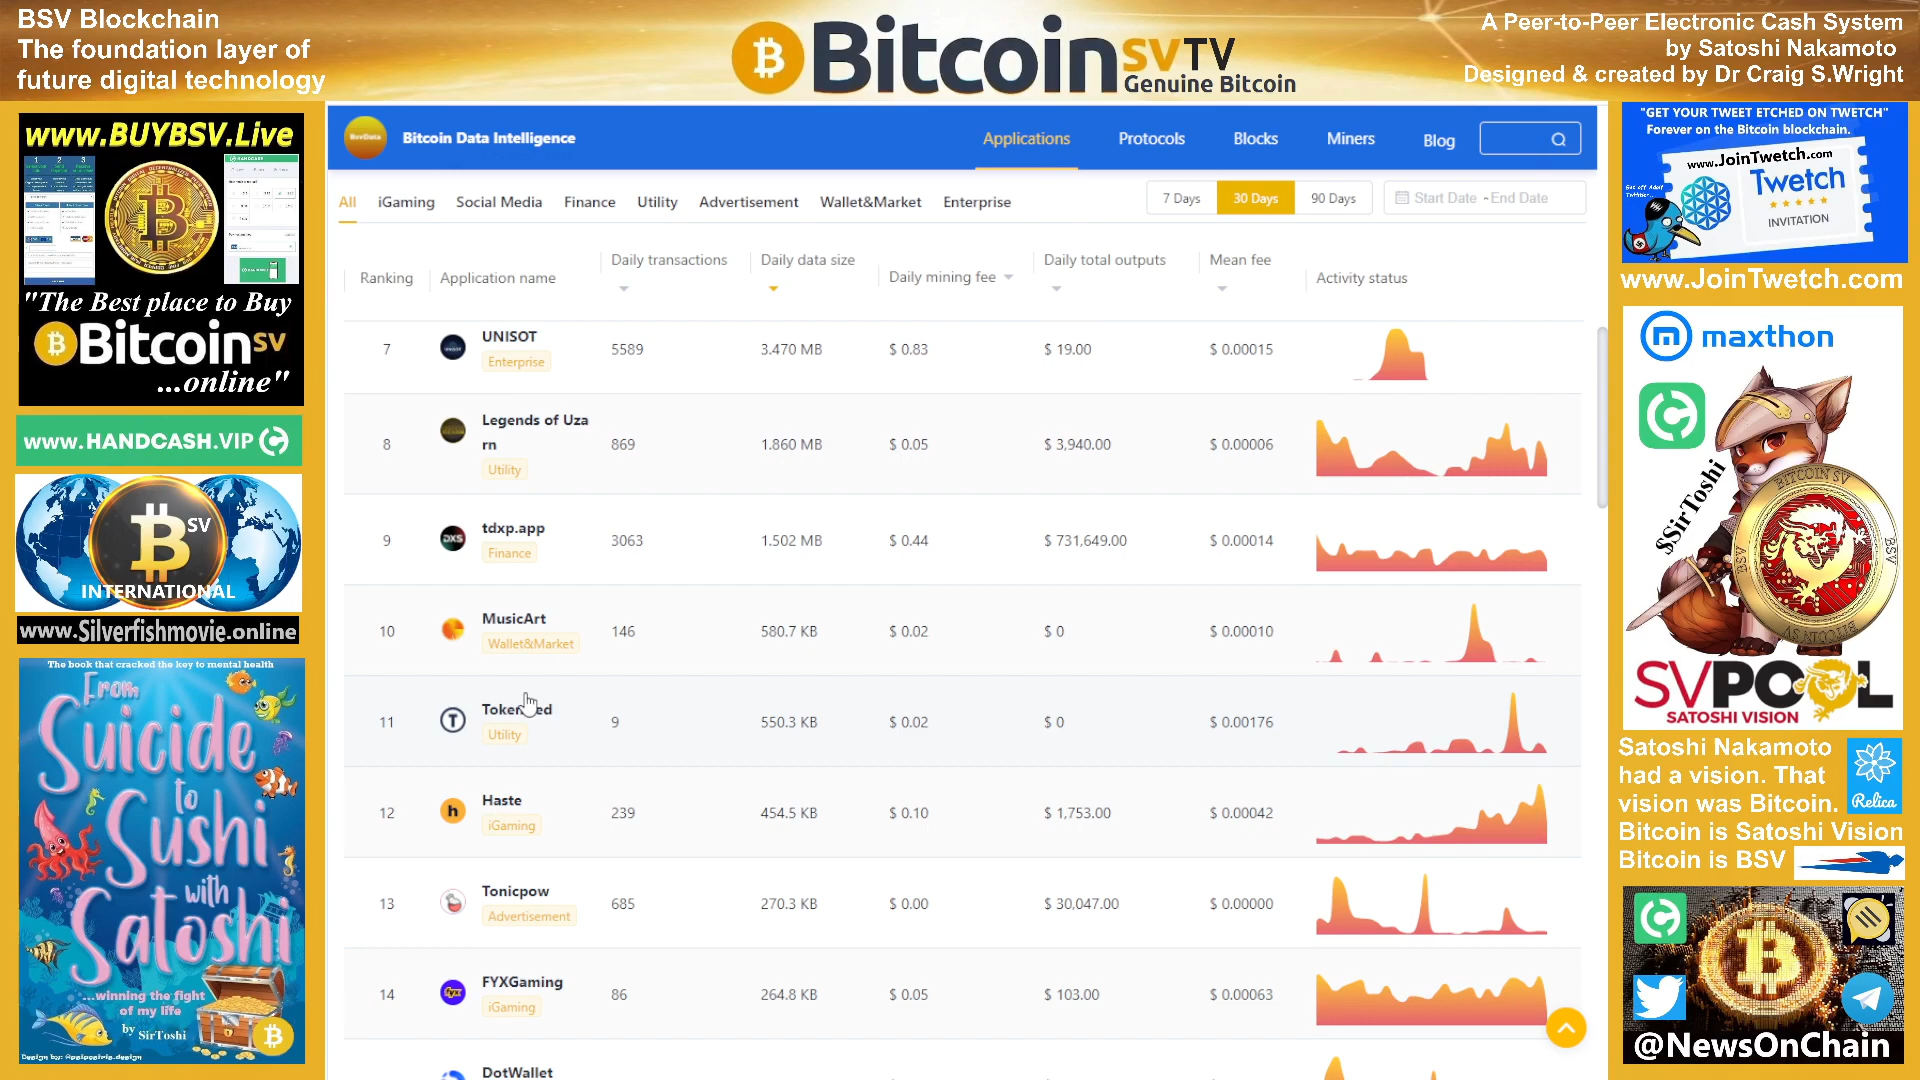 BSV Blockchain
The foundation layer of
future digital technology
Bitcoin SV TV
Genuine Bitcoin
A Peer-to-Peer Electronic Cash System
by Satoshi Nakamoto
Designed & created by Dr Craig S.Wright
www.BUYBSV.Live
"The Best place to Buy
Bitcoin SV
...online"
www.HANDCASH.VIP
BSV
INTERNATIONAL
www.Silverfishmovie.online
The book that cracked the key to mental health
From
Suicide
to
Sushi
with
Satoshi
...winning the fight
of my life
by SirToshi
BsvData
Bitcoin Data Intelligence
Applications
Protocols
Blocks
Miners
Blog
All
iGaming
Social Media
Finance
Utility
Advertisement
Wallet&Market
Enterprise
7 Days
30 Days
90 Days
Start Date - End Date
Ranking
Application name
Daily transactions
Daily data size
Daily mining fee
Daily total outputs
Mean fee
Activity status
7 UNISOT 5589 3.470 MB $ 0.83 $ 19.00 $ 0.00015
Enterprise
8 Legends of Uza 869 1.860 MB $ 0.05 $ 3,940.00 $ 0.00006
rn
Utility
9 tdxp.app 3063 1.502 MB $ 0.44 $ 731,649.00 $ 0.00014
DXS
Finance
10 MusicArt 146 580.7 KB $ 0.02 $ 0 $ 0.00010
Wallet&Market
11 9 550.3 KB $ 0.02 $ 0 $ 0.00176
Utility
12 h Haste 239 454.5 KB $ 0.10 $ 1,753.00 $ 0.00042
iGaming
13 Tonicpow 685 270.3 KB $ 0.00 $ 30,047.00 $ 0.00000
Advertisement
14 fyx FYXGaming 86 264.8 KB $ 0.05 $ 103.00 $ 0.00063
iGaming
DotWallet
"GET YOUR TWEET ETCHED ON TWETCH"
Forever on the Bitcoin blockchain.
www.JoinTwetch.com
Twetch
INVITATION
www.JoinTwetch.com
maxthon
$SirToshi
BITCOIN SV
BSV
BSV
SVPOOL
SATOSHI VISION
Satoshi Nakamoto
had a vision. That
vision was Bitcoin.
Relica
Bitcoin is Satoshi Vision
Bitcoin is BSV
@NewsOnChain